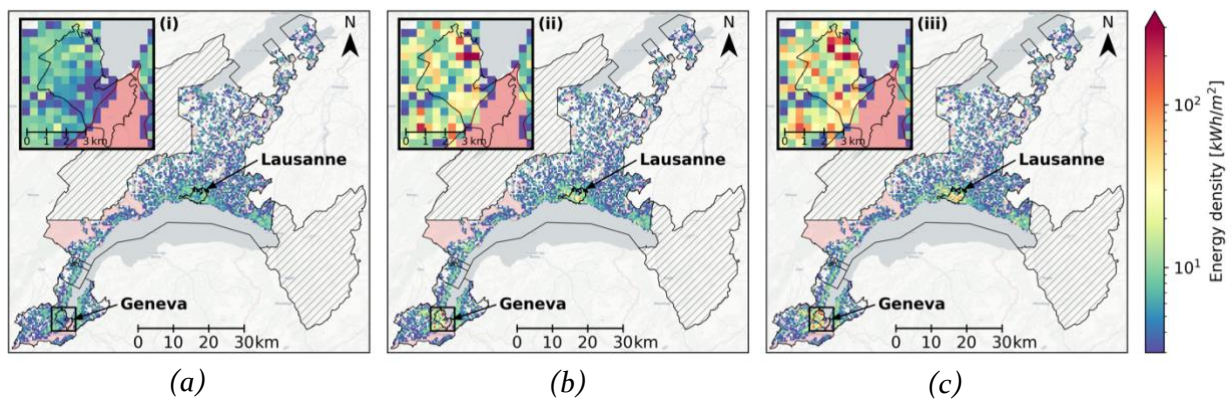 (i)
N
0 1 2 3 km
Lausanne
Geneva
0 10 20 30km
(a)
(ii)
N
0 1 2 3 km
Lausanne
Geneva
0 10 20 30km
(b)
(iii)
N
0 1 2 3 km
Lausanne
Geneva
0 10 20 30km
(c)
10²
10¹
Energy density [kWh/m²]